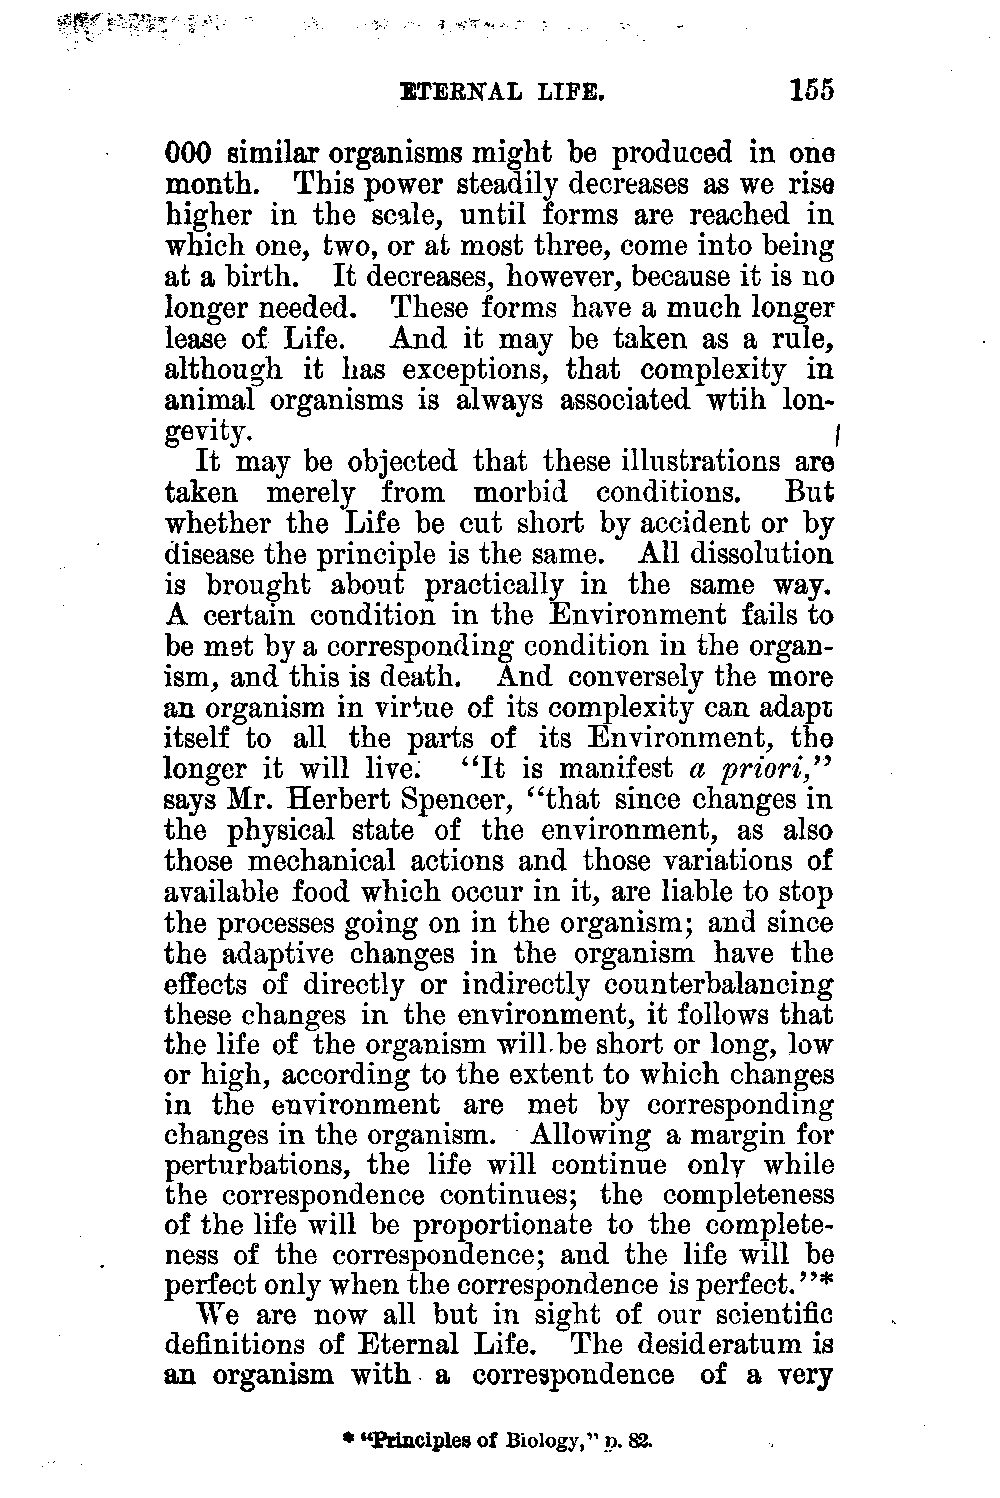 ETERNAL LIFE. 155
000 similar organisms might be produced in one
month. This power steadily decreases as we rise
higher in the scale, until forms are reached in
which one, two, or at most three, come into being
at a birth. It decreases, however, because it is no
longer needed. These forms have a much longer
lease of Life. And it may be taken as a rule,
although it has exceptions, that complexity in
animal organisms is always associated wtih lon-
gevity.
It may be objected that these illustrations are
taken merely from morbid conditions. But
whether the Life be cut short by accident or by
disease the principle is the same. All dissolution
is brought about practically in the same way.
A certain condition in the Environment fails to
be met by a corresponding condition in the organ-
ism, and this is death. And conversely the more
an organism in virtue of its complexity can adapt
itself to all the parts of its Environment, the
longer it will live. "It is manifest a priori,"
says Mr. Herbert Spencer, "that since changes in
the physical state of the environment, as also
those mechanical actions and those variations of
available food which occur in it, are liable to stop
the processes going on in the organism; and since
the adaptive changes in the organism have the
effects of directly or indirectly counterbalancing
these changes in the environment, it follows that
the life of the organism will be short or long, low
or high, according to the extent to which changes
in the environment are met by corresponding
changes in the organism. Allowing a margin for
perturbations, the life will continue only while
the correspondence continues; the completeness
of the life will be proportionate to the complete-
ness of the correspondence; and the life will be
perfect only when the correspondence is perfect."*
We are now all but in sight of our scientific
definitions of Eternal Life. The desideratum is
an organism with a correspondence of a very
* "Principles of Biology," p. 82.